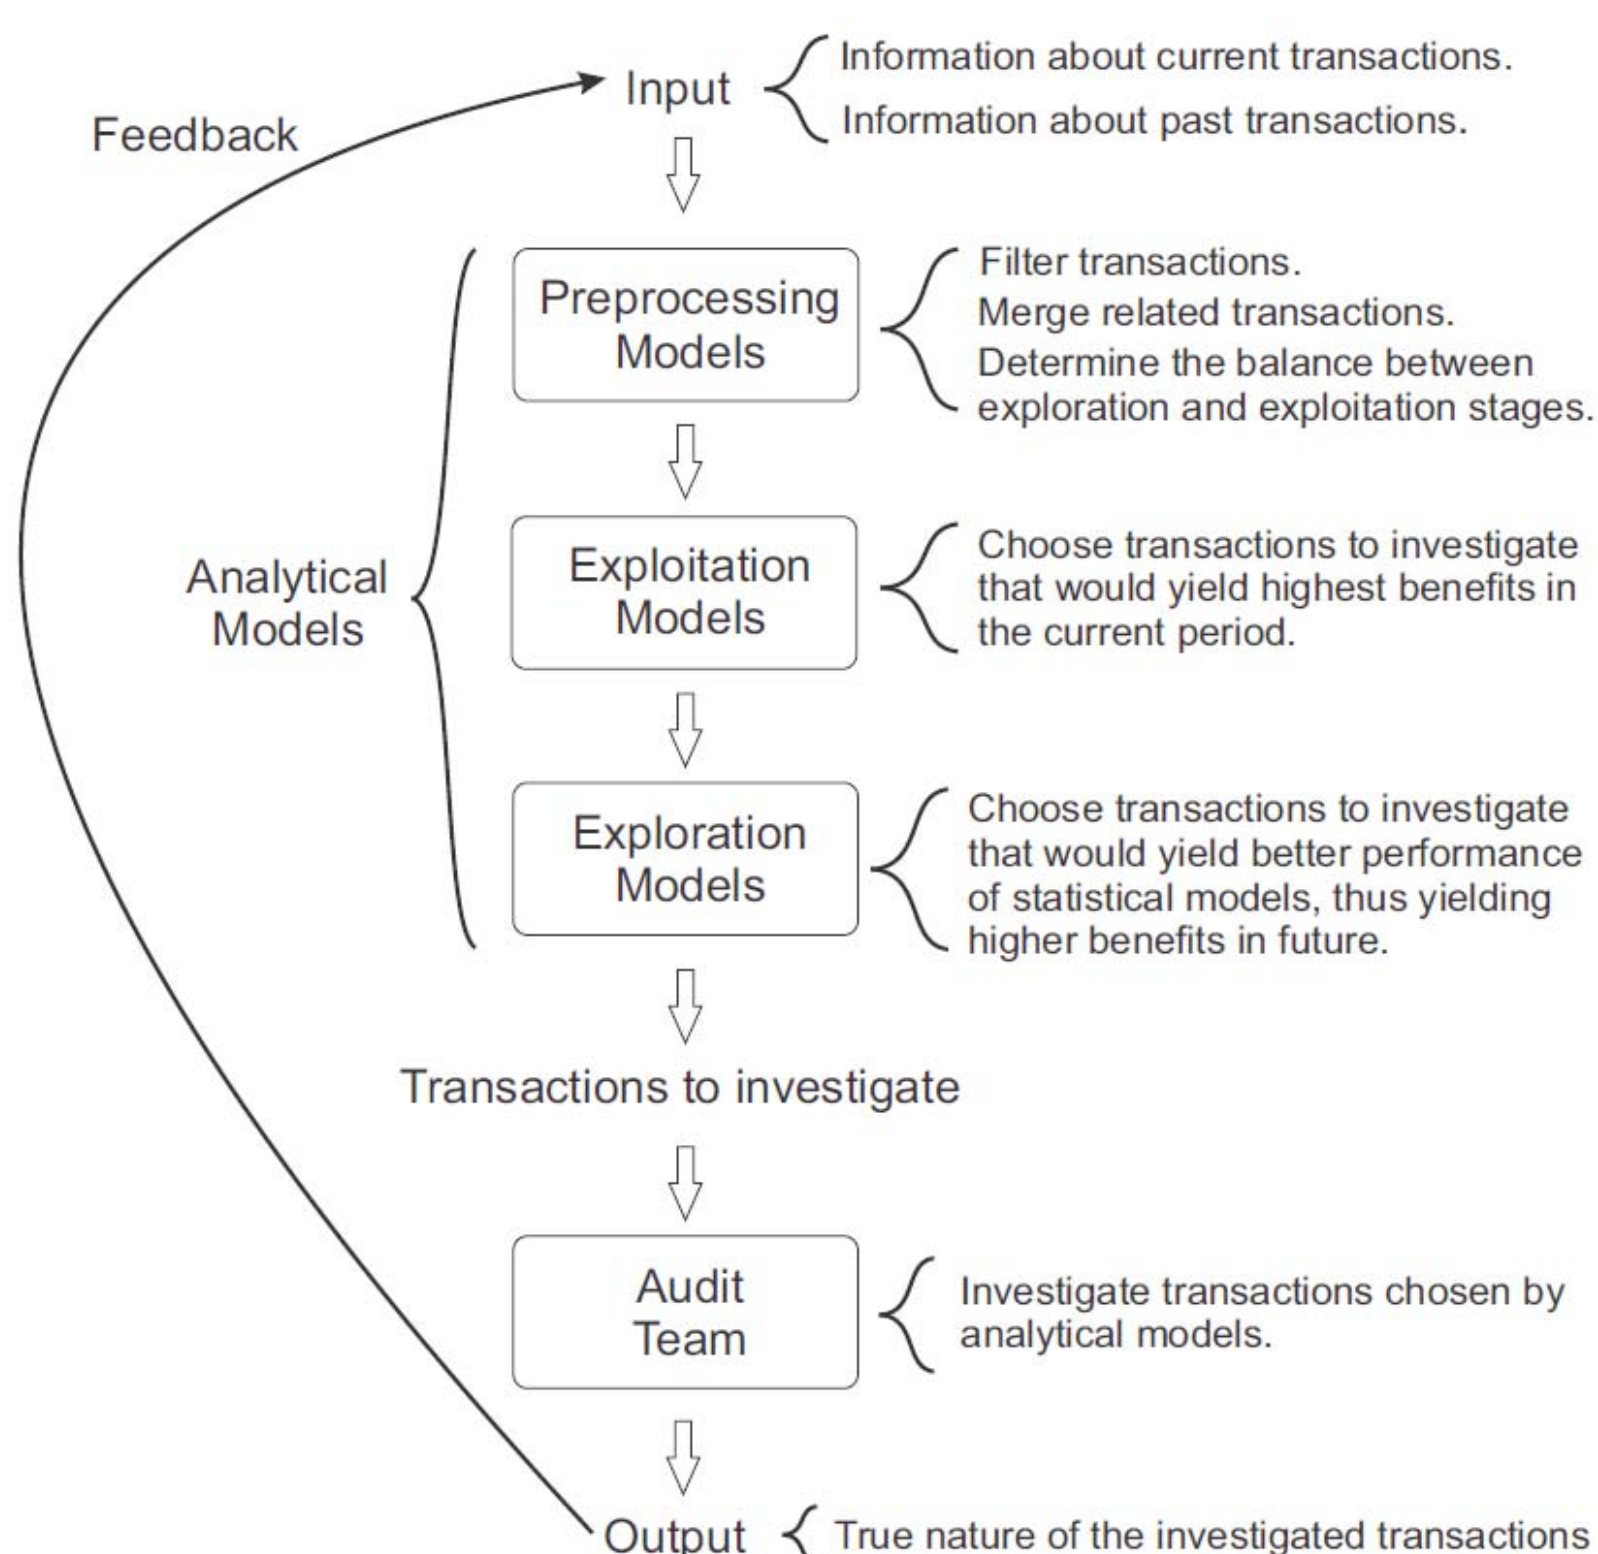 Input
Information about current transactions.
Information about past transactions.
Feedback
Preprocessing
Models
Filter transactions.
Merge related transactions.
Determine the balance between
exploration and exploitation stages.
Analytical
Models
Exploitation
Models
Choose transactions to investigate
that would yield highest benefits in
the current period.
Exploration
Models
Choose transactions to investigate
that would yield better performance
of statistical models, thus yielding
higher benefits in future.
Transactions to investigate
Audit
Team
Investigate transactions chosen by
analytical models.
Output
True nature of the investigated transactions